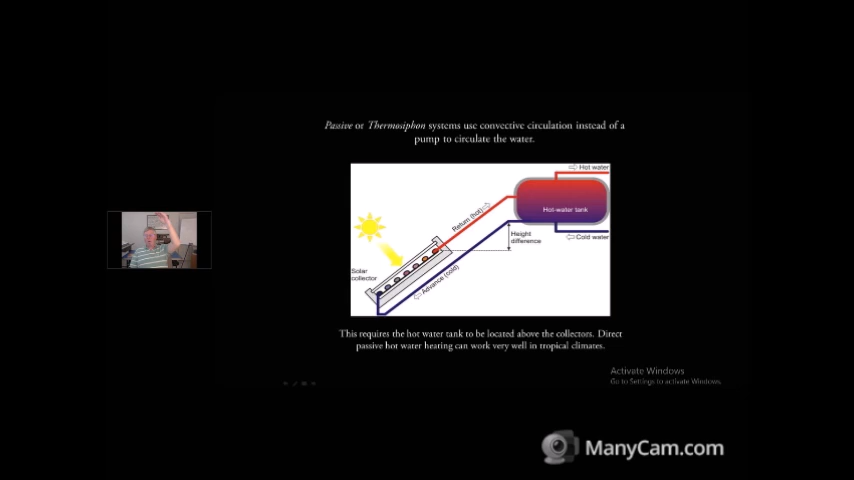 Passive or Thermosiphon systems use convective circulation instead of a
pump to circulate the water.
Hot water
Hot-water tank
Return (hot)
Height
difference
Cold water
Solar
collector
Advance (cold)
This requires the hot water tank to be located above the collectors. Direct
passive hot water heating can work very well in tropical climates.
Activate Windows
Go to Settings to activate Windows.
ManyCam.com